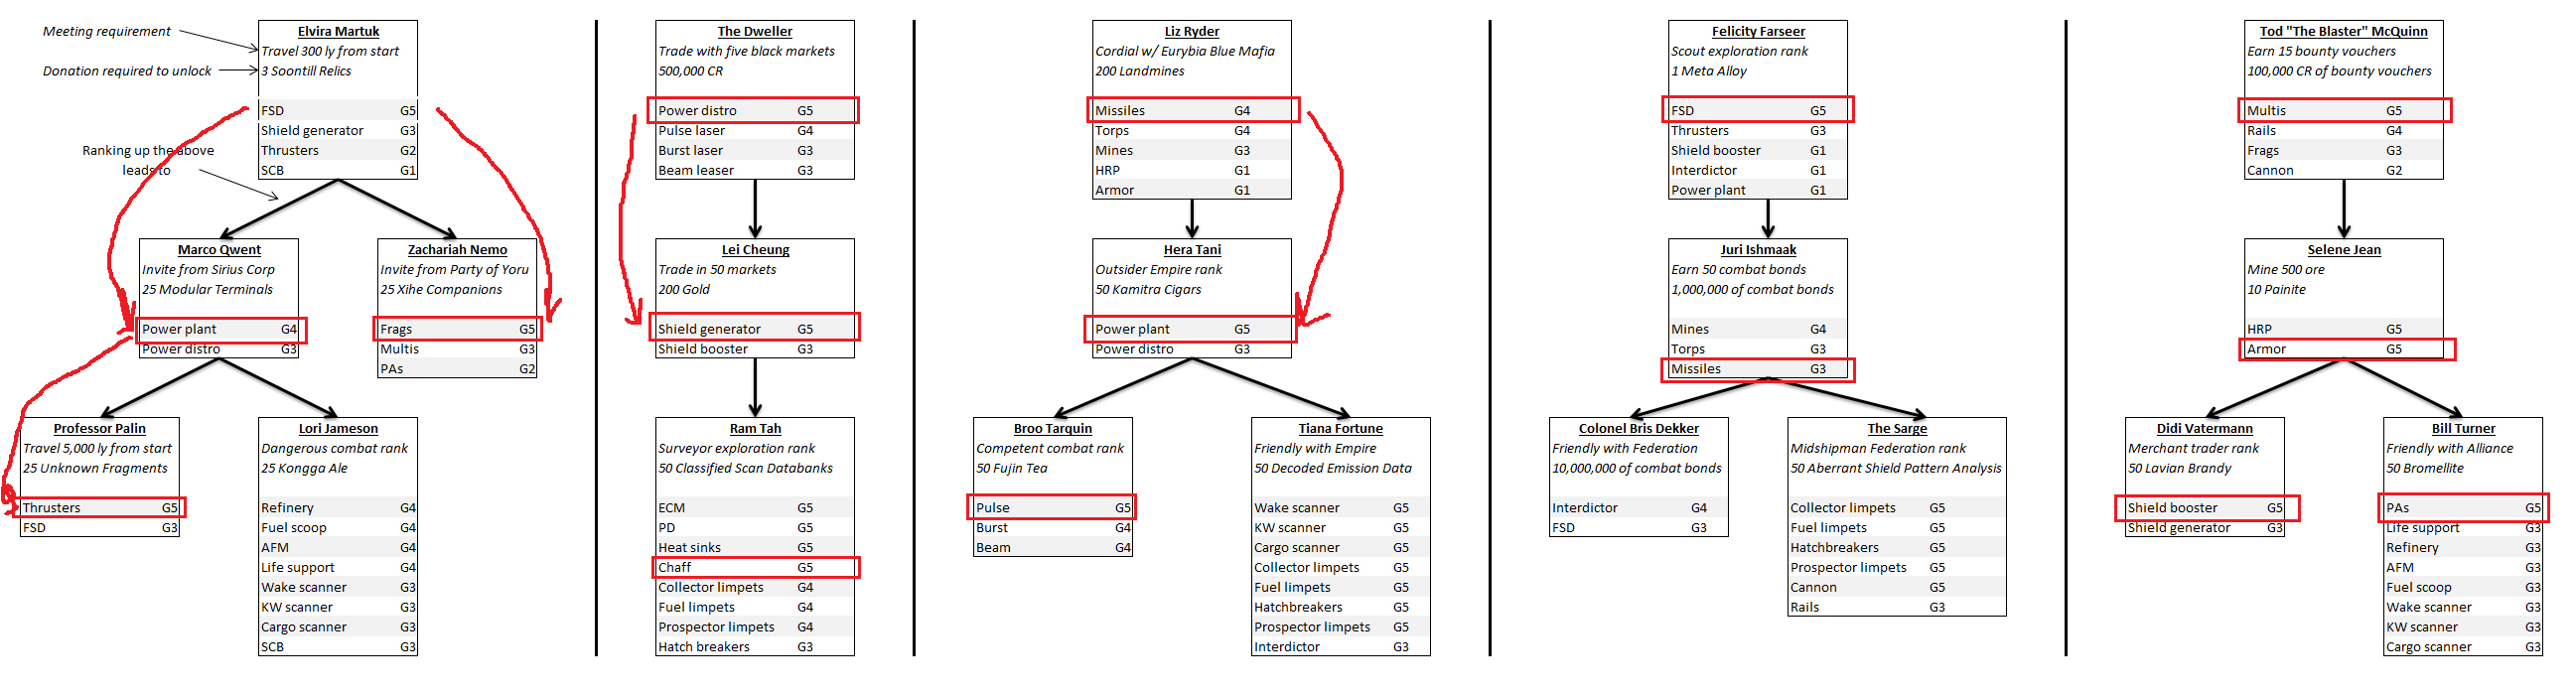 Meeting requirement
Donation required to unlock
Elvira Martuk
Travel 300 ly from start
3 Soontill Relics
FSD G5
Shield generator G3
Thrusters G2
SCB G1
Ranking up the above
leads to
Marco Qwent
Invite from Sirius Corp
25 Modular Terminals
Power plant G4
Power distro G3
Zachariah Nemo
Invite from Party of Yoru
25 Xihe Companions
Frags G5
Multis G3
PAs G2
Professor Palin
Travel 5,000 ly from start
25 Unknown Fragments
Thrusters G5
FSD G3
Lori Jameson
Dangerous combat rank
25 Kongga Ale
Refinery G4
Fuel scoop G4
AFM G4
Life support G4
Wake scanner G3
KW scanner G3
Cargo scanner G3
SCB G3
The Dweller
Trade with five black markets
500,000 CR
Power distro G5
Pulse laser G4
Burst laser G3
Beam leaser G3
Lei Cheung
Trade in 50 markets
200 Gold
Shield generator G5
Shield booster G3
Ram Tah
Surveyor exploration rank
50 Classified Scan Databanks
ECM G5
PD G5
Heat sinks G5
Chaff G5
Collector limpets G4
Fuel limpets G4
Prospector limpets G4
Hatch breakers G3
Liz Ryder
Cordial w/ Eurybia Blue Mafia
200 Landmines
Missiles G4
Torps G4
Mines G3
HRP G1
Armor G1
Hera Tani
Outsider Empire rank
50 Kamitra Cigars
Power plant G5
Power distro G3
Broo Tarquin
Competent combat rank
50 Fujin Tea
Pulse G5
Burst G4
Beam G4
Tiana Fortune
Friendly with Empire
50 Decoded Emission Data
Wake scanner G5
KW scanner G5
Cargo scanner G5
Collector limpets G5
Fuel limpets G5
Hatchbreakers G5
Prospector limpets G5
Interdictor G3
Felicity Farseer
Scout exploration rank
1 Meta Alloy
FSD G5
Thrusters G3
Shield booster G1
Interdictor G1
Power plant G1
Juri Ishmaak
Earn 50 combat bonds
1,000,000 of combat bonds
Mines G4
Torps G3
Missiles G3
Colonel Bris Dekker
Friendly with Federation
10,000,000 of combat bonds
Interdictor G4
FSD G3
The Sarge
Midshipman Federation rank
50 Aberrant Shield Pattern Analysis
Collector limpets G5
Fuel limpets G5
Hatchbreakers G5
Prospector limpets G5
Cannon G5
Rails G3
Tod "The Blaster" McQuinn
Earn 15 bounty vouchers
100,000 CR of bounty vouchers
Multis G5
Rails G4
Frags G3
Cannon G2
Selene Jean
Mine 500 ore
10 Painite
HRP G5
Armor G5
Didi Vatermann
Merchant trader rank
50 Lavian Brandy
Shield booster G5
Shield generator G3
Bill Turner
Friendly with Alliance
50 Bromellite
PAs G5
Life support G3
Refinery G3
AFM G3
Fuel scoop G3
Wake scanner G3
KW scanner G3
Cargo scanner G3